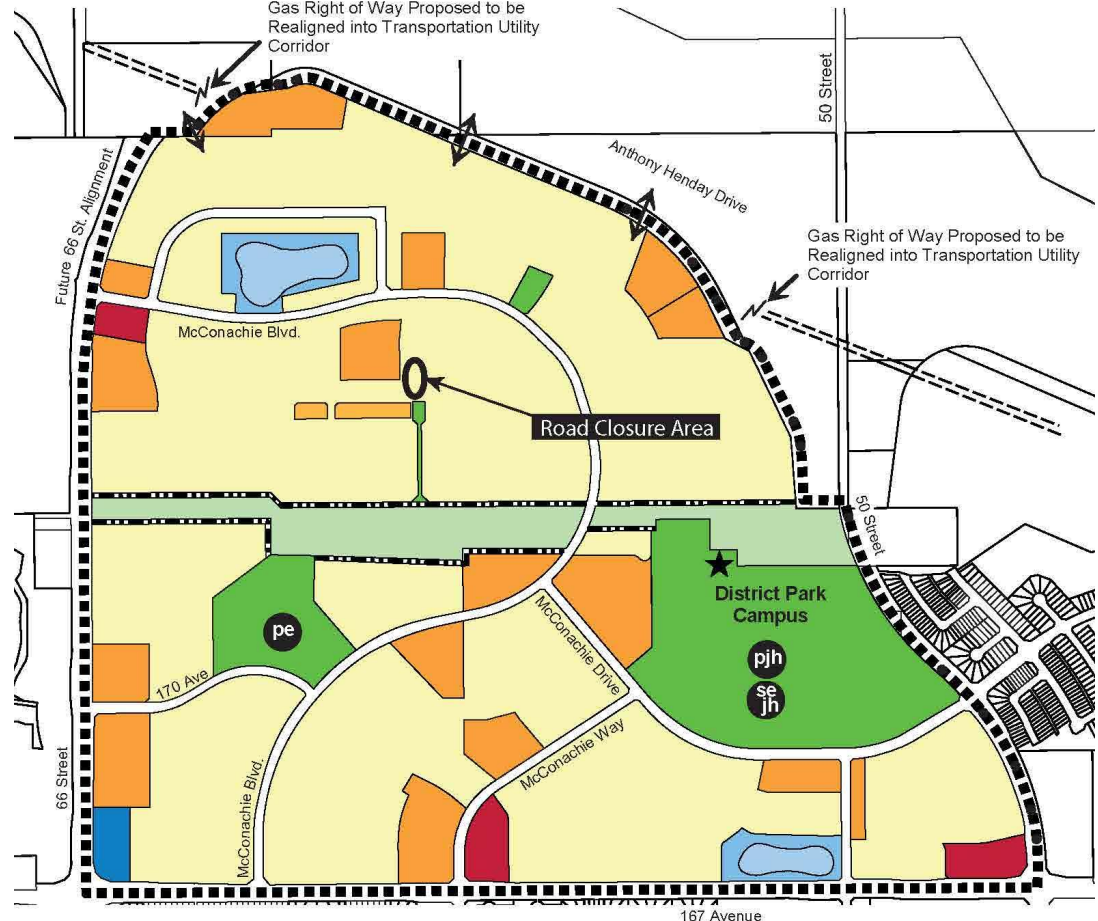 Gas Right of Way Proposed to be
Realigned into Transportation Utility
Corridor
50 Street
Anthony Henday Drive
Future 66 St. Alignment
Gas Right of Way Proposed to be
Realigned into Transportation Utility
Corridor
McConachie Blvd.
Road Closure Area
50 Street
District Park
Campus
pe
McConachie Drive
pjh
se
jh
170 Ave
McConachie Way
66 Street
McConachie Blvd.
167 Avenue